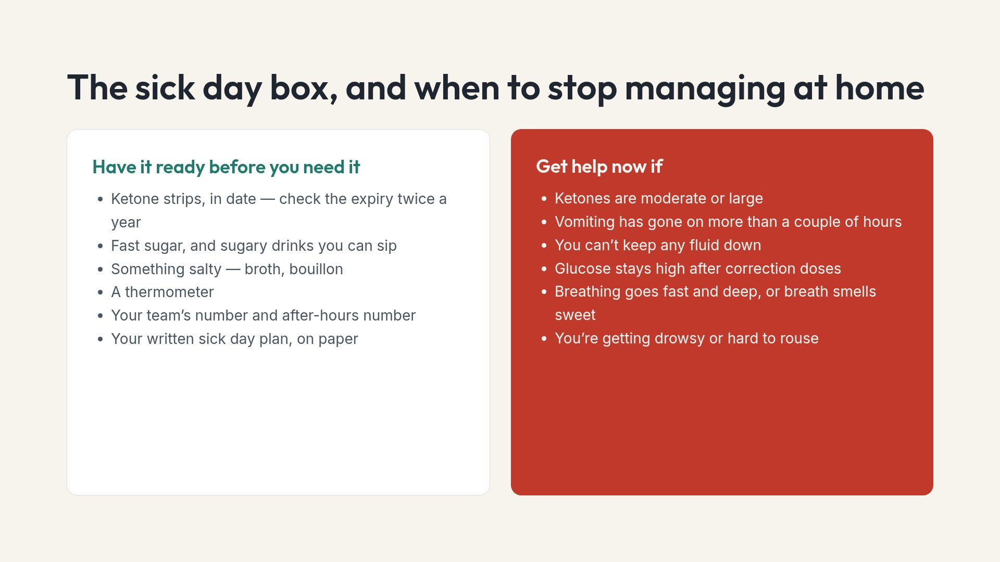 The sick day box, and when to stop managing at home
Have it ready before you need it
• Ketone strips, in date — check the expiry twice a
year
• Fast sugar, and sugary drinks you can sip
• Something salty — broth, bouillon
• A thermometer
• Your team’s number and after-hours number
• Your written sick day plan, on paper
Get help now if
• Ketones are moderate or large
• Vomiting has gone on more than a couple of hours
• You can’t keep any fluid down
• Glucose stays high after correction doses
• Breathing goes fast and deep, or breath smells
sweet
• You’re getting drowsy or hard to rouse